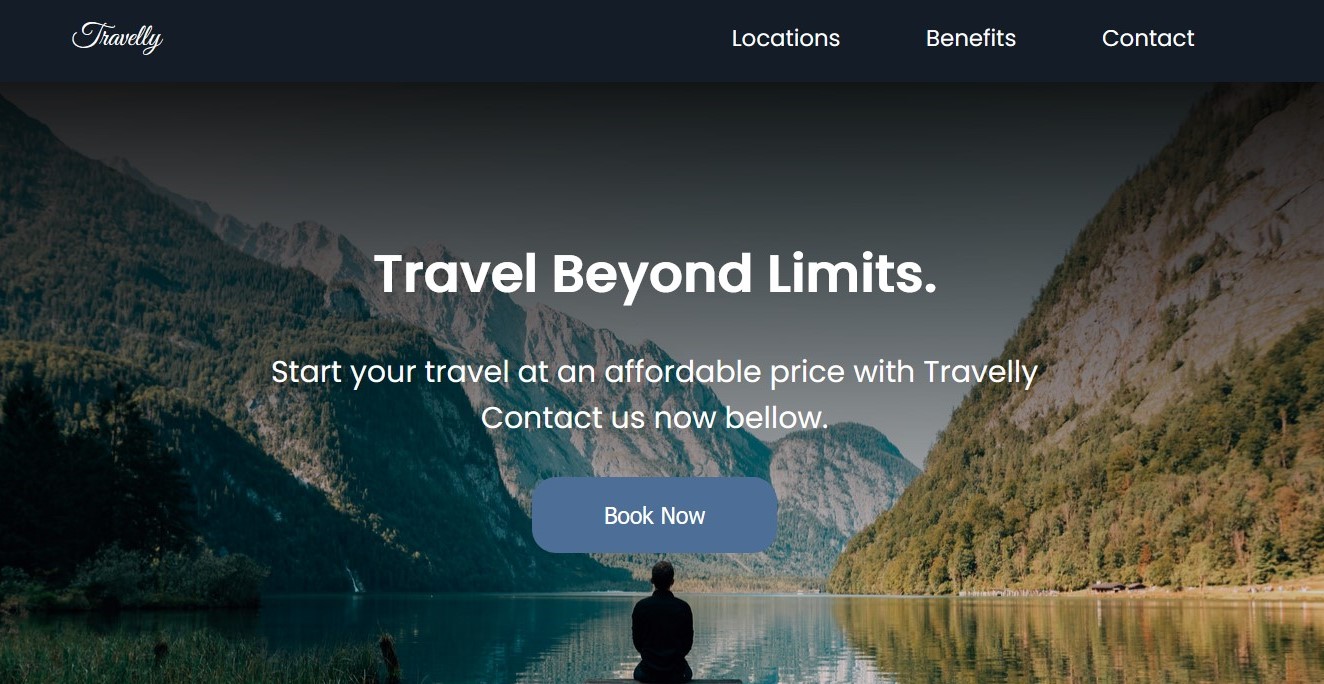 Travelly
Locations
Benefits
Contact
Travel Beyond Limits.
Start your travel at an affordable price with Travelly
Contact us now bellow.
Book Now